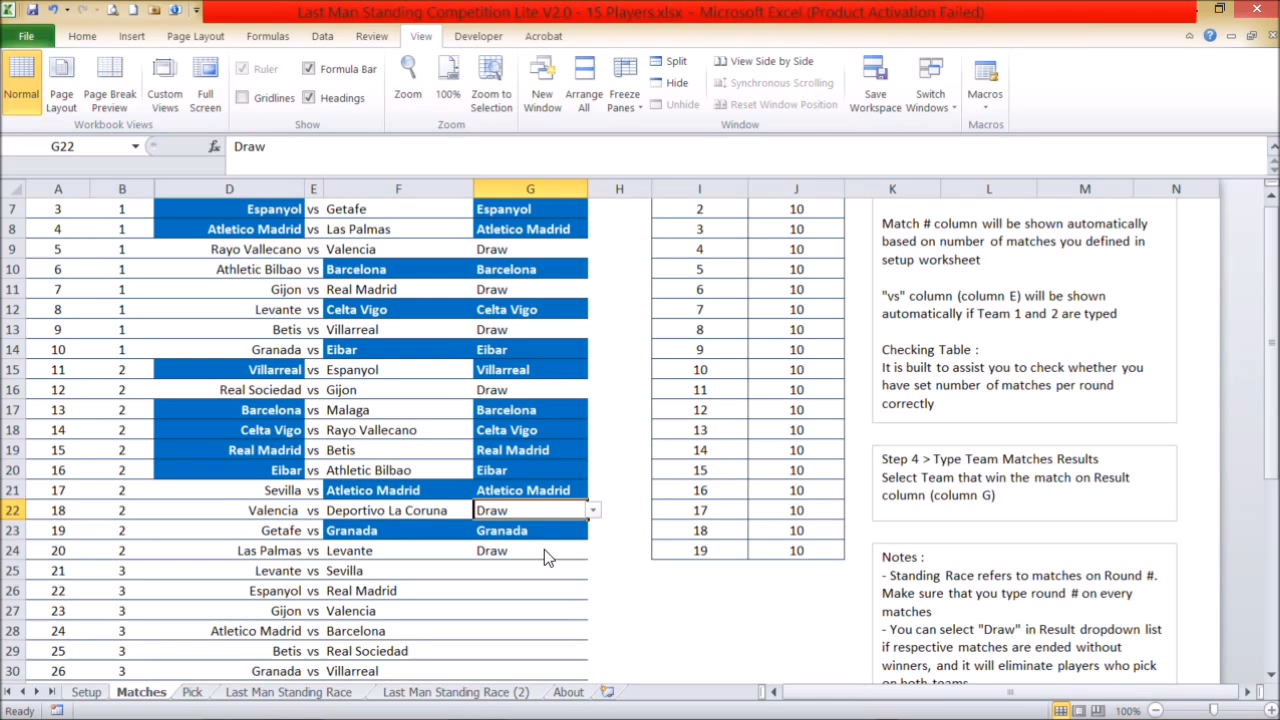 Last Man Standing Competition Lite V2.0 - 15 Players.xlsx - Microsoft Excel (Product Activation Failed)
File Home Insert Page Layout Formulas Data Review View Developer Acrobat
Normal Page Layout Page Break Preview Custom Views Full Screen
Workbook Views
Ruler Formula Bar
Gridlines Headings
Show
Zoom 100% Zoom to Selection
Zoom
New Window Arrange All Freeze Panes
Split View Side by Side
Hide Synchronous Scrolling
Unhide Reset Window Position
Window
Save Workspace Switch Windows
Macros
Macros
G22 fx Draw
A B D E F G H I J K L M N
7 3 1 Espanyol vs Getafe Espanyol 2 10
8 4 1 Atletico Madrid vs Las Palmas Atletico Madrid 3 10
9 5 1 Rayo Vallecano vs Valencia Draw 4 10
10 6 1 Athletic Bilbao vs Barcelona Barcelona 5 10
11 7 1 Gijon vs Real Madrid Draw 6 10
12 8 1 Levante vs Celta Vigo Celta Vigo 7 10
13 9 1 Betis vs Villarreal Draw 8 10
14 10 1 Granada vs Eibar Eibar 9 10
15 11 2 Villarreal vs Espanyol Villarreal 10 10
16 12 2 Real Sociedad vs Gijon Draw 11 10
17 13 2 Barcelona vs Malaga Barcelona 12 10
18 14 2 Celta Vigo vs Rayo Vallecano Celta Vigo 13 10
19 15 2 Real Madrid vs Betis Real Madrid 14 10
20 16 2 Eibar vs Athletic Bilbao Eibar 15 10
21 17 2 Sevilla vs Atletico Madrid Atletico Madrid 16 10
22 18 2 Valencia vs Deportivo La Coruna Draw 17 10
23 19 2 Getafe vs Granada Granada 18 10
24 20 2 Las Palmas vs Levante Draw 19 10
25 21 3 Levante vs Sevilla
26 22 3 Espanyol vs Real Madrid
27 23 3 Gijon vs Valencia
28 24 3 Atletico Madrid vs Barcelona
29 25 3 Betis vs Real Sociedad
30 26 3 Granada vs Villarreal
Match # column will be shown automatically
based on number of matches you defined in
setup worksheet
"vs" column (column E) will be shown
automatically if Team 1 and 2 are typed
Checking Table :
It is built to assist you to check whether you
have set number of matches per round
correctly
Step 4 > Type Team Matches Results
Select Team that win the match on Result
column (column G)
Notes :
- Standing Race refers to matches on Round #.
Make sure that you type round # on every
matches
- You can select "Draw" in Result dropdown list
if respective matches are ended without
winners, and it will eliminate players who pick
on both teams
Setup Matches Pick Last Man Standing Race Last Man Standing Race (2) About
Ready 100%